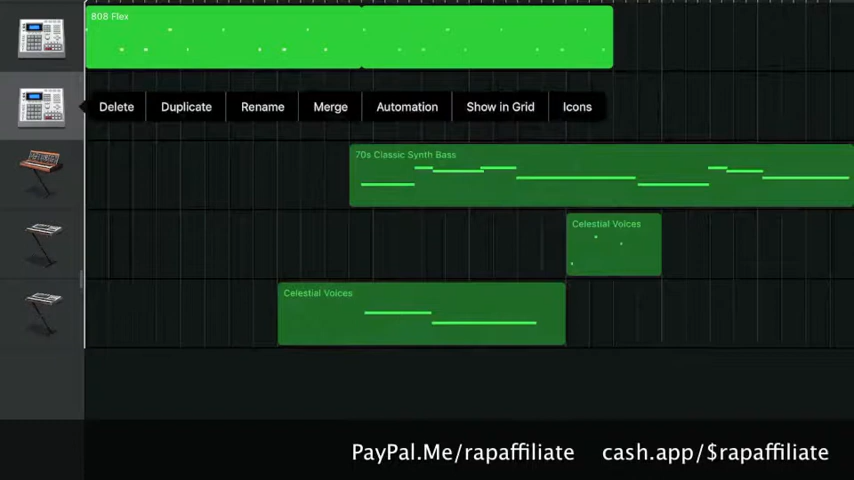 808 Flex
Delete Duplicate Rename Merge Automation Show in Grid Icons
70s Classic Synth Bass
Celestial Voices
Celestial Voices
PayPal.Me/rapaffiliate cash.app/$rapaffiliate